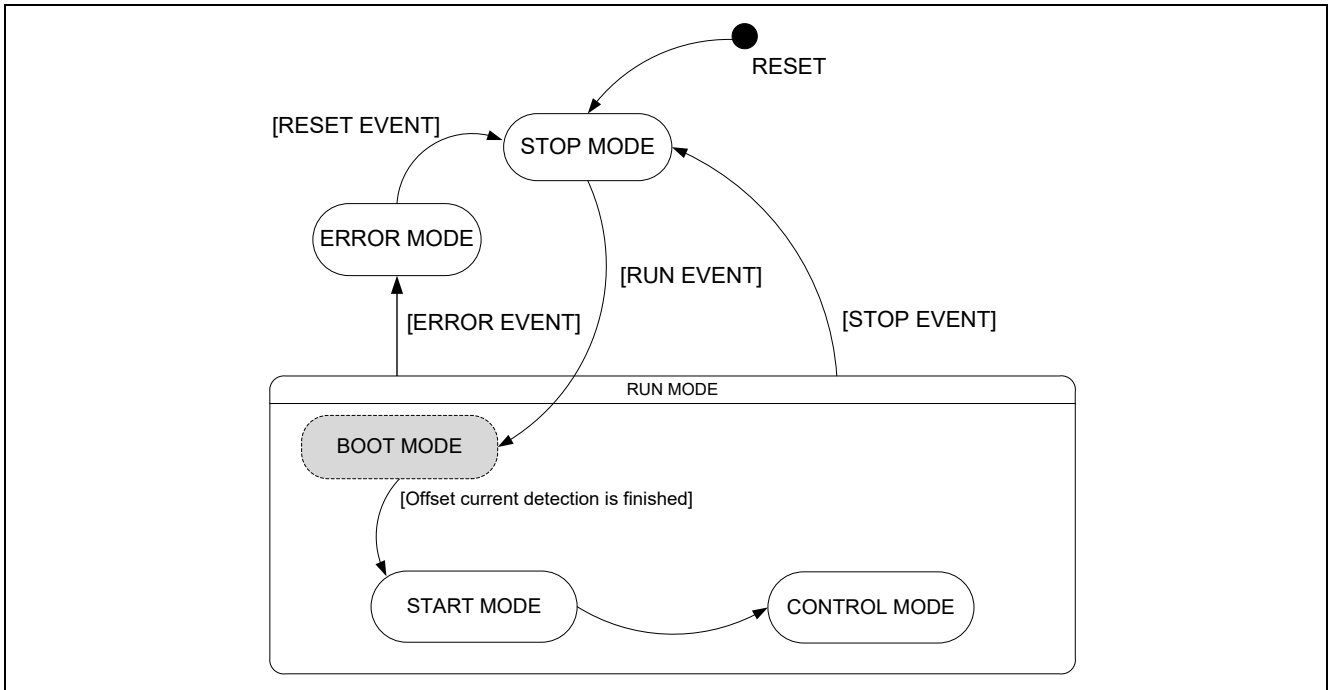 RESET
[RESET EVENT]
STOP MODE
ERROR MODE
[RUN EVENT]
[ERROR EVENT]
[STOP EVENT]
RUN MODE
BOOT MODE
[Offset current detection is finished]
START MODE
CONTROL MODE